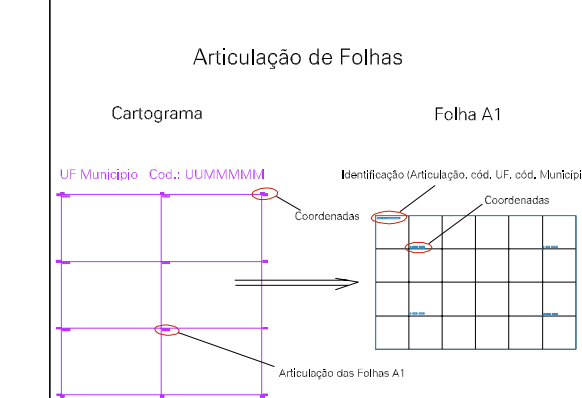 Articulação de Folhas
Cartograma
Folha A1
UF Municipio Cod.: UUMMMMM
Identificação (Articulação, cód. UF, cód.
Coordenadas
Coordenadas
Articulação das Folhas A1